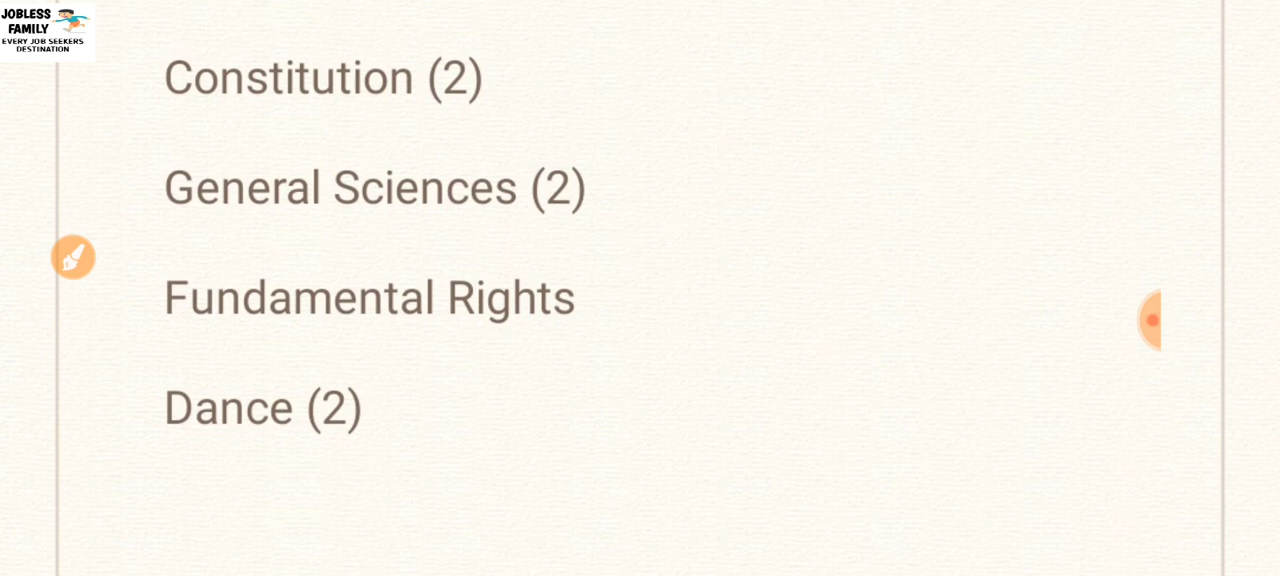 JOBLESS
FAMILY
EVERY JOB SEEKERS
DESTINATION
Constitution (2)
General Sciences (2)
Fundamental Rights
Dance (2)